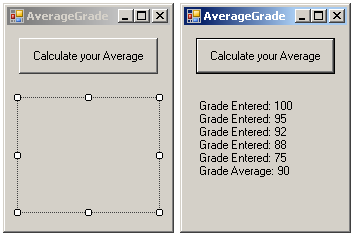 AverageGrade
Calculate your Average
AverageGrade
Calculate your Average
Grade Entered: 100
Grade Entered: 95
Grade Entered: 92
Grade Entered: 88
Grade Entered: 75
Grade Average: 90